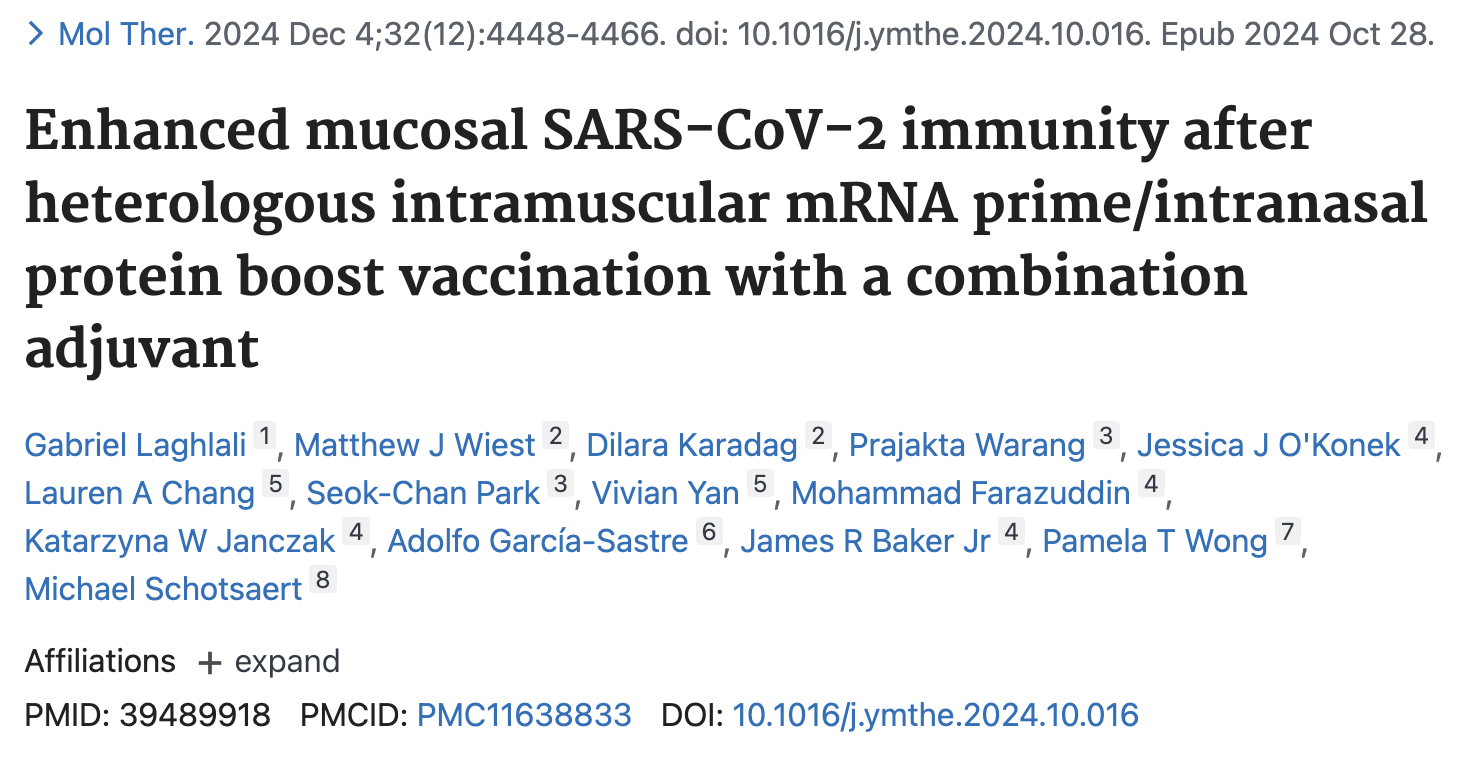 > Mol Ther. 2024 Dec 4;32(12):4448-4466. doi: 10.1016/j.ymthe.2024.10.016. Epub 2024 Oct 28.
Enhanced mucosal SARS-CoV-2 immunity after
heterologous intramuscular mRNA prime/intranasal
protein boost vaccination with a combination
adjuvant
Gabriel Laghlali 1, Matthew J Wiest 2, Dilara Karadag 2, Prajakta Warang 3, Jessica J O'Konek 4,
Lauren A Chang 5, Seok-Chan Park 3, Vivian Yan 5, Mohammad Farazuddin 4,
Katarzyna W Janczak 4, Adolfo García-Sastre 6, James R Baker Jr 4, Pamela T Wong 7,
Michael Schotsaert 8
Affiliations + expand
PMID: 39489918 PMCID: PMC11638833 DOI: 10.1016/j.ymthe.2024.10.016